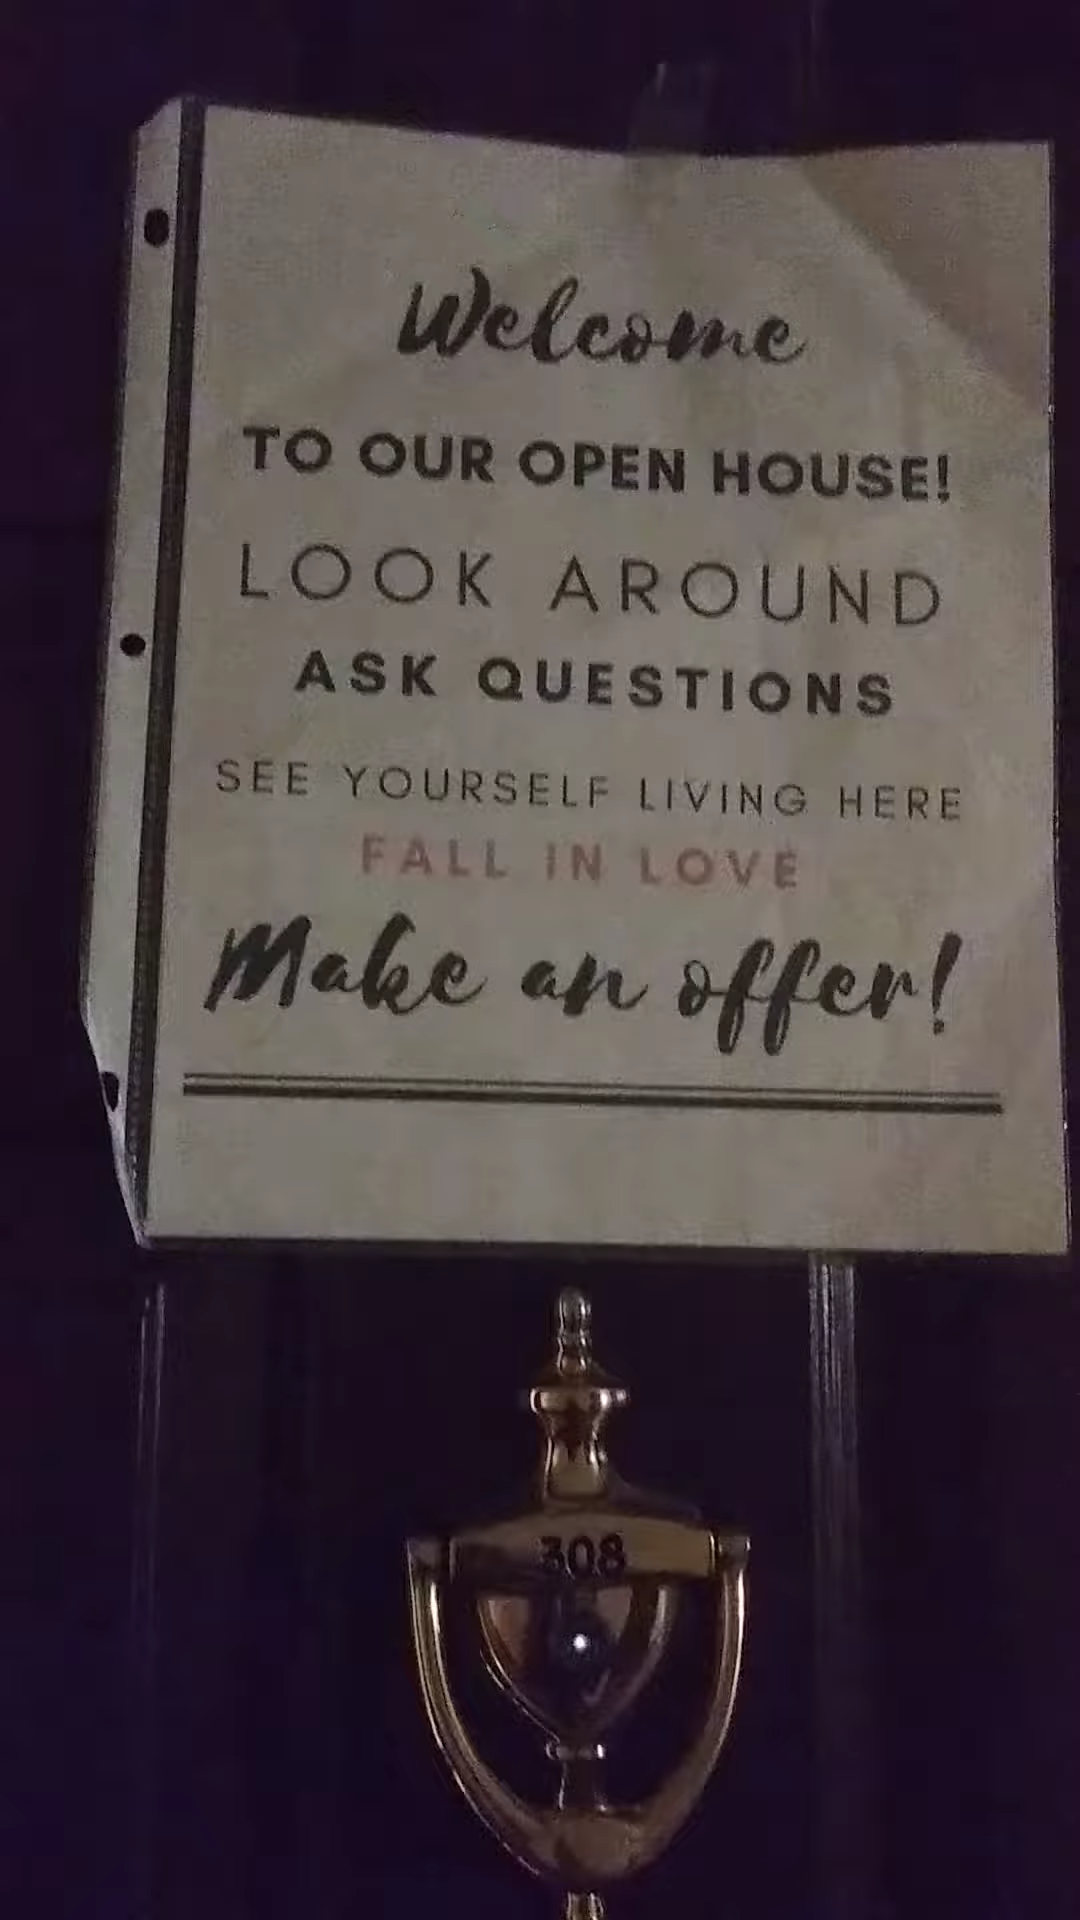 Welcome
TO OUR OPEN HOUSE!
LOOK AROUND
ASK QUESTIONS
SEE YOURSELF LIVING HERE
FALL IN LOVE
Make an offer!
308